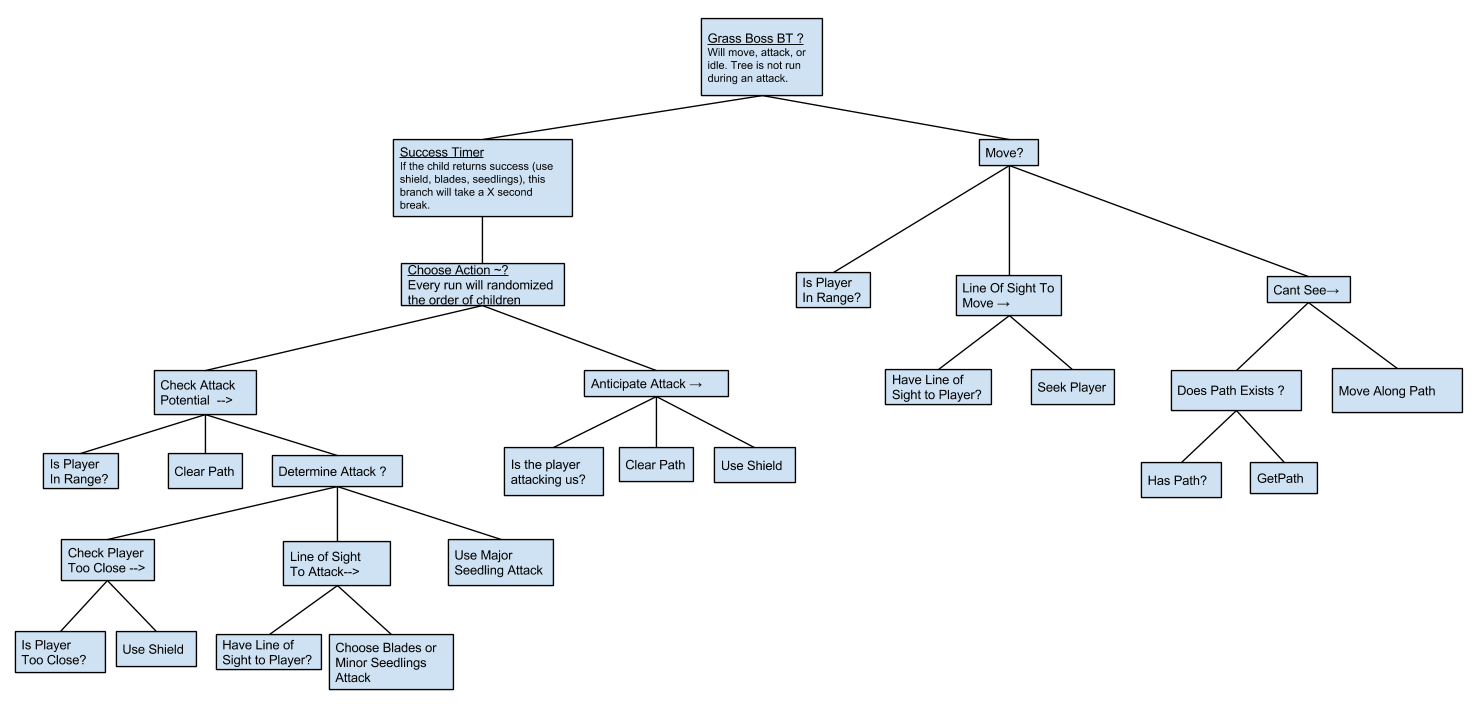 Grass Boss BT ?
Will move, attack, or
idle. Tree is not run
during an attack.
Success Timer
If the child returns success (use
shield, blades, seedlings), this
branch will take a X second
break.
Move?
Choose Action ~?
Every run will randomized
the order of children
Is Player
In Range?
Line Of Sight To
Move →
Cant See→
Check Attack
Potential -->
Anticipate Attack →
Have Line of
Sight to Player?
Seek Player
Does Path Exists ?
Move Along Path
Is Player
In Range?
Clear Path
Determine Attack ?
Is the player
attacking us?
Clear Path
Use Shield
Has Path?
GetPath
Check Player
Too Close -->
Line of Sight
To Attack-->
Use Major
Seedling Attack
Is Player
Too Close?
Use Shield
Have Line of
Sight to Player?
Choose Blades or
Minor Seedlings
Attack